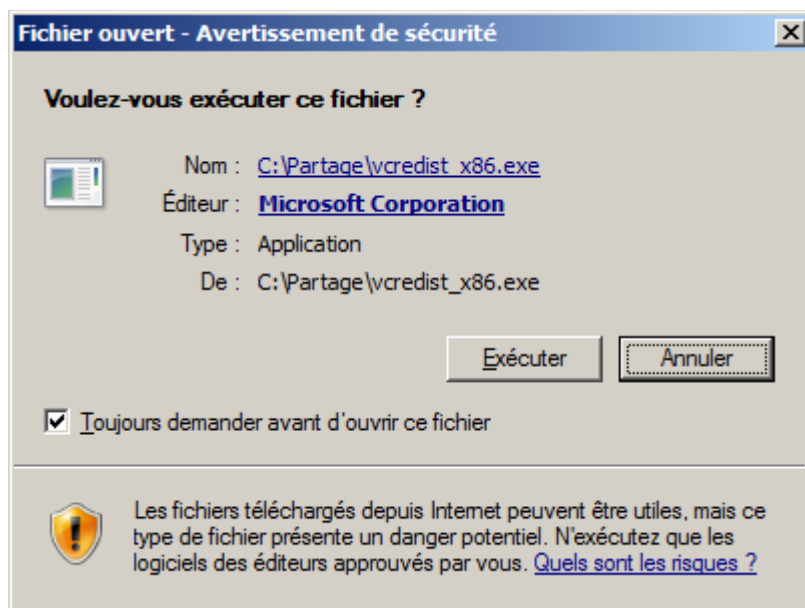 Fichier ouvert - Avertissement de sécurité
Voulez-vous exécuter ce fichier ?
Nom : C:\Partage\vcredist_x86.exe
Éditeur : Microsoft Corporation
Type : Application
De : C:\Partage\vcredist_x86.exe
Exécuter Annuler
Toujours demander avant d'ouvrir ce fichier
Les fichiers téléchargés depuis Internet peuvent être utiles, mais ce
type de fichier présente un danger potentiel. N'exécutez que les
logiciels des éditeurs approuvés par vous. Quels sont les risques ?